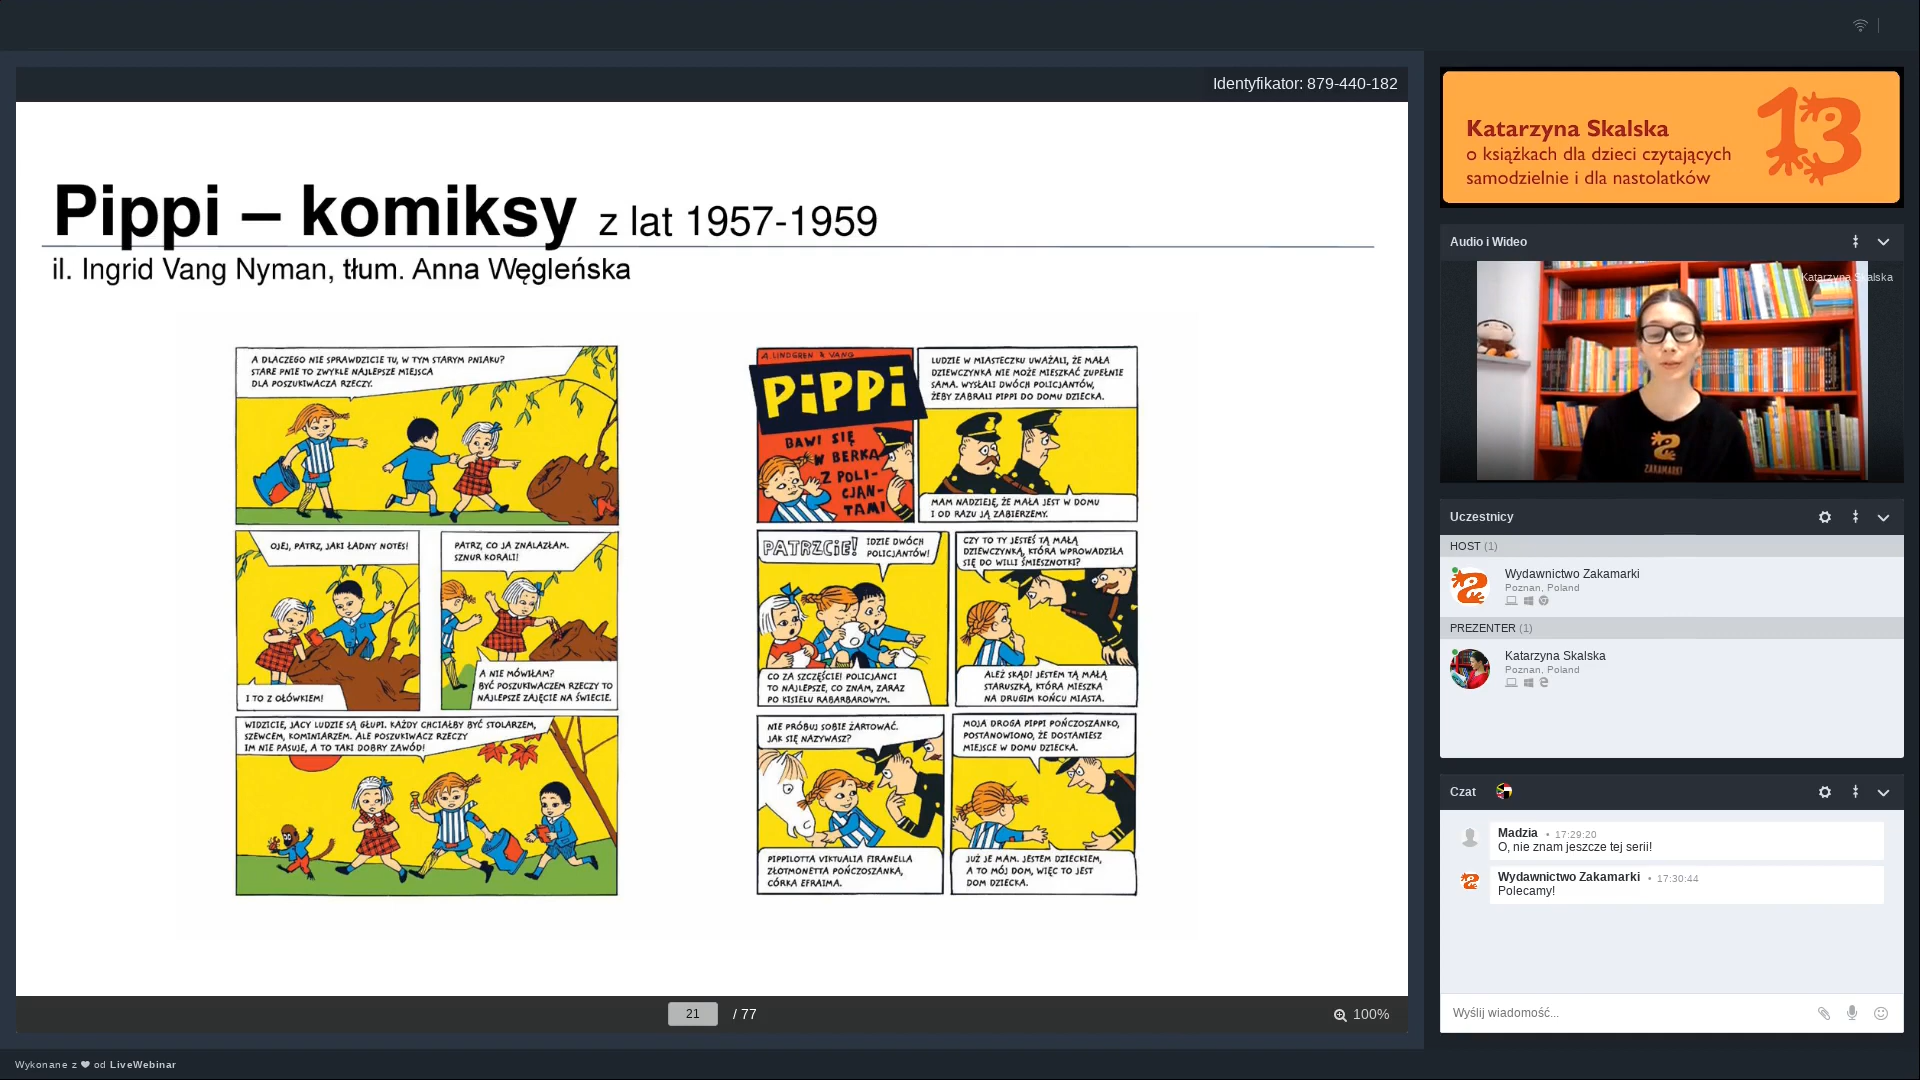 Identyfikator: 879-440-182
Pippi – komiksy z lat 1957-1959
il. Ingrid Vang Nyman, tłum. Anna Węgleńska
A DLACZEGO NIE SPRAWDZICIE TU, W TYM STARYM PNIAKU?
STARE PNIE TO ZWYKLE NAJLEPSZE MIEJSCA
DLA POSZUKIWACZA RZECZY.
OJEJ, PATRZ, JAKI ŁADNY NOTES!
I TO Z OŁÓWKIEM!
PATRZ, CO JA ZNALAZŁAM.
SZNUR KORALI!
A NIE MÓWIŁAM?
BYĆ POSZUKIWACZEM RZECZY TO
NAJLEPSZE ZAJĘCIE NA ŚWIECIE.
WIDZICIE, JACY LUDZIE SĄ GŁUPI. KAŻDY CHCIAŁBY BYĆ STOLARZEM,
SZEWCEM, KOMINIARZEM. ALE POSZUKIWACZ RZECZY
IM NIE PASUJE, A TO TAKI DOBRY ZAWÓD!
A. LINDGREN & VANG
PIPPI
BAWI SIĘ
W BERKA
Z POLI-
CJAN-
TAMI
LUDZIE W MIASTECZKU UWAŻALI, ŻE MAŁA
DZIEWCZYNKA NIE MOŻE MIESZKAĆ ZUPEŁNIE
SAMA. WYSŁALI DWÓCH POLICJANTÓW,
ŻEBY ZABRALI PIPPI DO DOMU DZIECKA.
MAM NADZIEJĘ, ŻE MAŁA JEST W DOMU
I OD RAZU JĄ ZABIERZEMY.
PATRZCIE! IDZIE DWÓCH
POLICJANTÓW!
CO ZA SZCZĘŚCIE! POLICJANCI
TO NAJLEPSZE, CO ZNAM, ZARAZ
PO KISIELU RABARBAROWYM.
CZY TO TY JESTEŚ TĄ MAŁĄ
DZIEWCZYNKĄ, KTÓRA WPROWADZIŁA
SIĘ DO WILLI ŚMIESZNOTKI?
ALEŻ SKĄD! JESTEM TĄ MAŁĄ
STARUSZKĄ, KTÓRA MIESZKA
NA DRUGIM KOŃCU MIASTA.
NIE PRÓBUJ SOBIE ŻARTOWAĆ.
JAK SIĘ NAZYWASZ?
PIPPILOTTA VIKTUALIA FIRANELLA
ZŁOTMONETTA POŃCZOSZANKA,
CÓRKA EFRAIMA.
MOJA DROGA PIPPI POŃCZOSZANKO,
POSTANOWIONO, ŻE DOSTANIESZ
MIEJSCE W DOMU DZIECKA.
JUŻ JE MAM. JESTEM DZIECKIEM,
A TO MÓJ DOM, WIĘC TO JEST
DOM DZIECKA.
21 / 77
100%
Wykonane z ❤ od LiveWebinar
Katarzyna Skalska
o książkach dla dzieci czytających
samodzielnie i dla nastolatków
13
Audio i Wideo
Katarzyna Skalska
ZAKAMARKI
Uczestnicy
HOST (1)
Wydawnictwo Zakamarki
Poznan, Poland
PREZENTER (1)
Katarzyna Skalska
Poznan, Poland
Czat
Madzia • 17:29:20
O, nie znam jeszcze tej serii!
Wydawnictwo Zakamarki • 17:30:44
Polecamy!
Wyślij wiadomość...